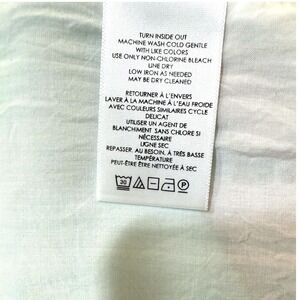 TURN INSIDE OUT
MACHINE WASH COLD GENTLE
WITH LIKE COLORS
USE ONLY NON-CHLORINE BLEACH
LINE DRY
LOW IRON AS NEEDED
MAY BE DRY CLEANED
RETOURNER À L'ENVERS
LAVER À LA MACHINE À L'EAU FROIDE
AVEC COULEURS SIMILAIRES CYCLE
DELICAT
UTILISER UN AGENT DE
BLANCHIMENT SANS CHLORE SI
NÉCESSAIRE
LIGNE SEC
REPASSER, AU BESOIN, À TRÈS BASSE
TEMPÉRATURE
PEUT-ÊTRE ÊTRE NETTOYÉE À SEC
30 P